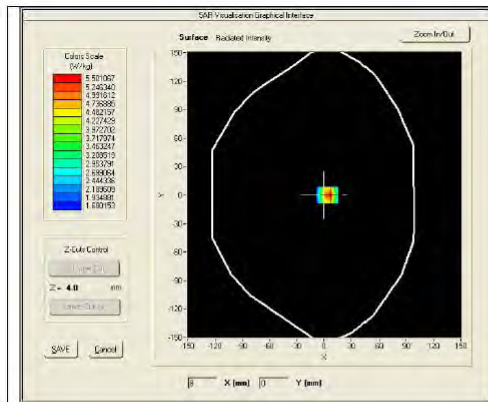 SAR Visualisation Graphical Interface
Surface Radiated Intensity
Zoom In/Out
Colors Scale
(W/kg)
5.501067
5.246340
4.991612
4.736885
4.482157
4.227429
3.972702
3.717974
3.463247
3.208519
2.953791
2.699064
2.444336
2.189609
1.934881
1.680153
Z-Cuts Control
Z = 4.0 mm
SAVE
Cancel
150
120
90
60
30
0
-30
-60
-90
-120
-150
Y
-150 -120 -90 -60 -30 0 30 60 90 120 150
X
8 X (mm) 0 Y (mm)